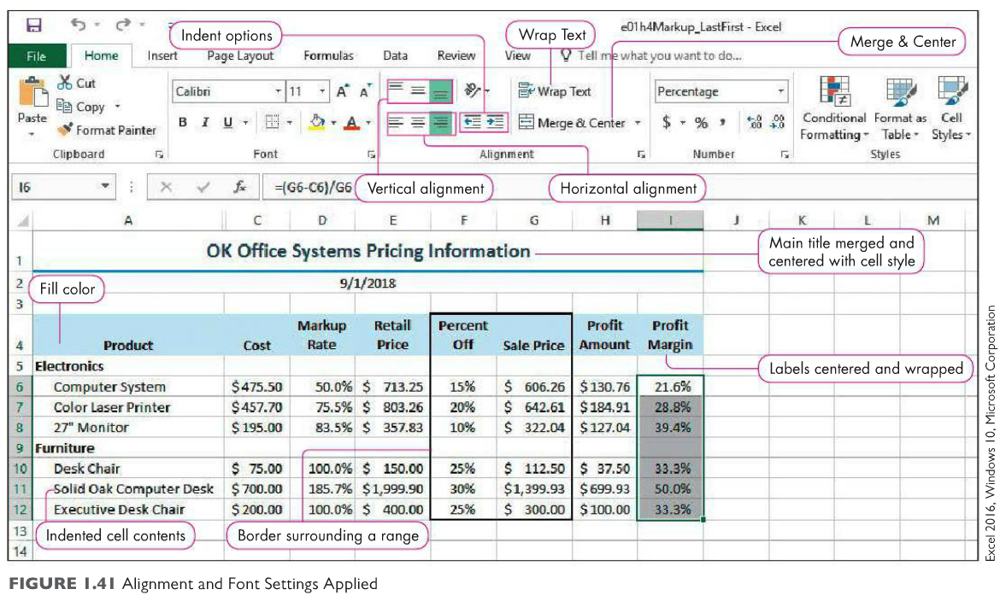 e01h4Markup_LastFirst - Excel
Indent options
Wrap Text
Merge & Center
File Home Insert Page Layout Formulas Data Review View Tell me what you want to do...
Cut
Copy
Format Painter
Paste
Clipboard
Calibri 11 A A
B I U A
Font
Wrap Text
Merge & Center
Alignment
Percentage
$ % , .0 .00 .00 .0
Number
Conditional Formatting
Format as Table
Cell Styles
Styles
I6 fx =(G6-C6)/G6
Vertical alignment
Horizontal alignment
A C D E F G H I J K L M
1 OK Office Systems Pricing Information
Main title merged and
centered with cell style
2 9/1/2018
Fill color
3
4 Product Cost Markup Rate Retail Price Percent Off Sale Price Profit Amount Profit Margin
Labels centered and wrapped
5 Electronics
6 Computer System $475.50 50.0% $ 713.25 15% $ 606.26 $130.76 21.6%
7 Color Laser Printer $457.70 75.5% $ 803.26 20% $ 642.61 $184.91 28.8%
8 27" Monitor $195.00 83.5% $ 357.83 10% $ 322.04 $127.04 39.4%
9 Furniture
10 Desk Chair $ 75.00 100.0% $ 150.00 25% $ 112.50 $ 37.50 33.3%
11 Solid Oak Computer Desk $700.00 185.7% $1,999.90 30% $1,399.93 $699.93 50.0%
12 Executive Desk Chair $200.00 100.0% $ 400.00 25% $ 300.00 $100.00 33.3%
13
Indented cell contents
Border surrounding a range
14
Excel 2016, Windows 10, Microsoft Corporation
FIGURE 1.41 Alignment and Font Settings Applied